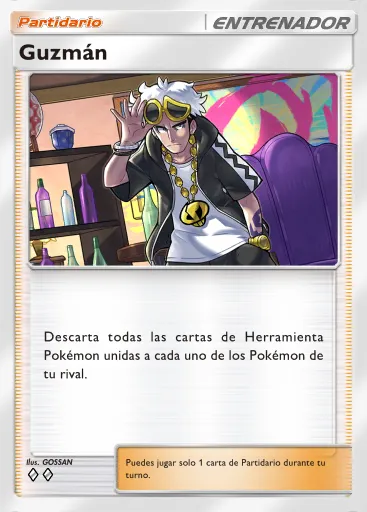 Partidario
ENTRENADOR
Guzmán
Descarta todas las cartas de Herramienta
Pokémon unidas a cada uno de los Pokémon de
tu rival.
Ilus. GOSSAN
Puedes jugar solo 1 carta de Partidario durante tu
turno.